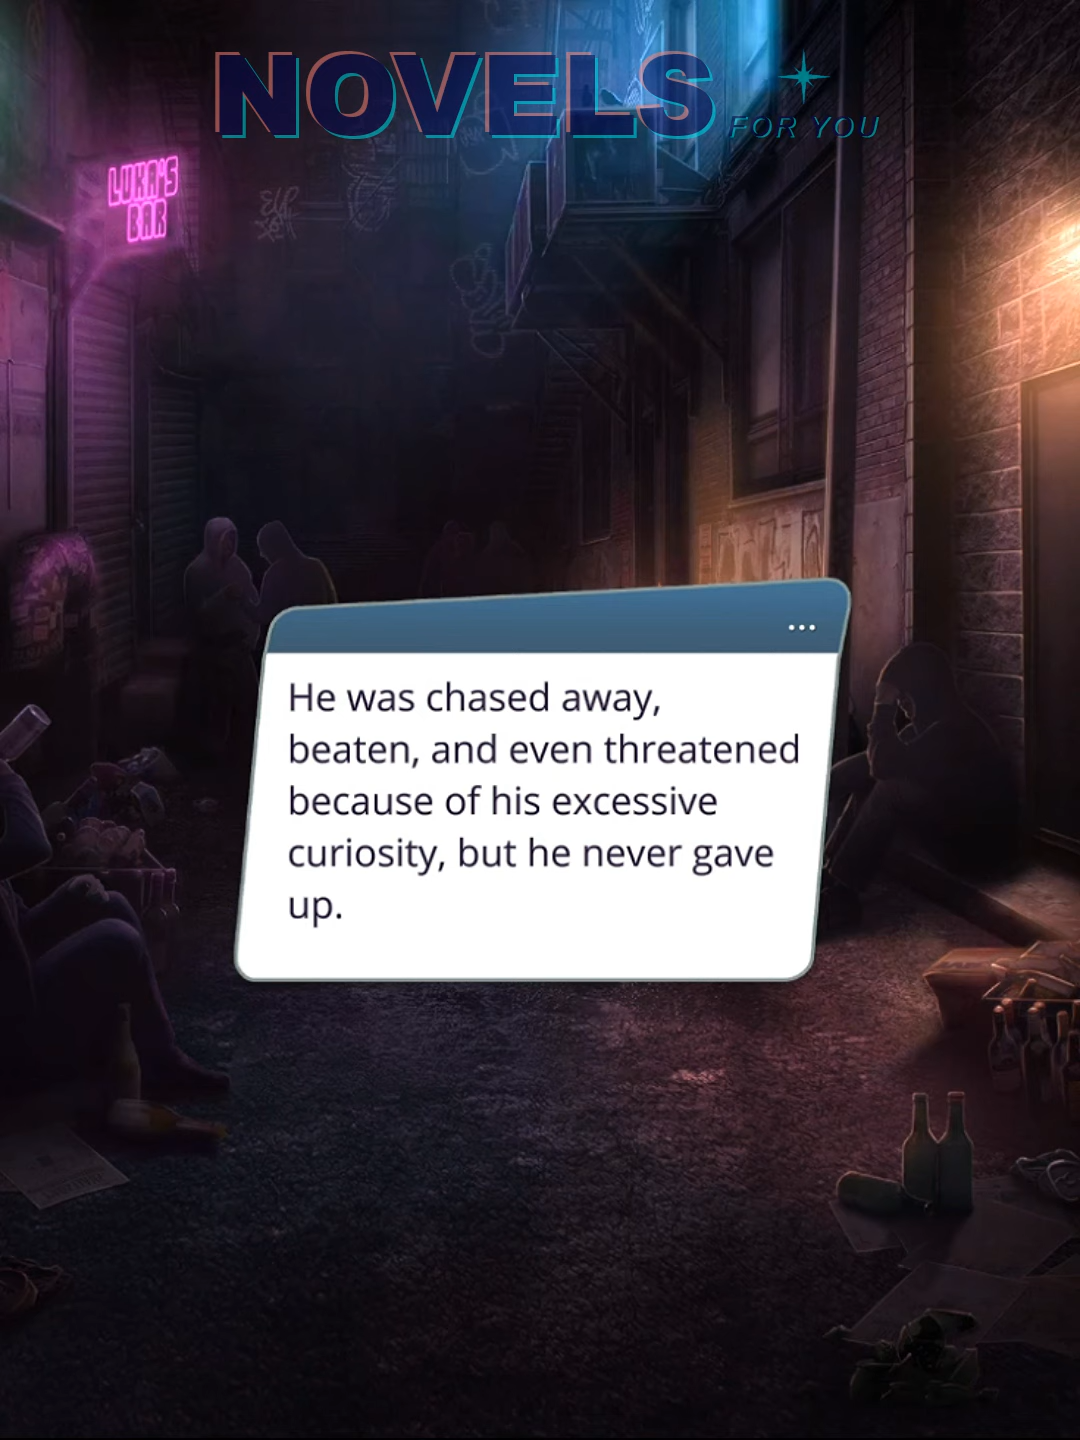 NOVELS
FOR YOU
LUKA'S
BAR
...
He was chased away,
beaten, and even threatened
because of his excessive
curiosity, but he never gave
up.